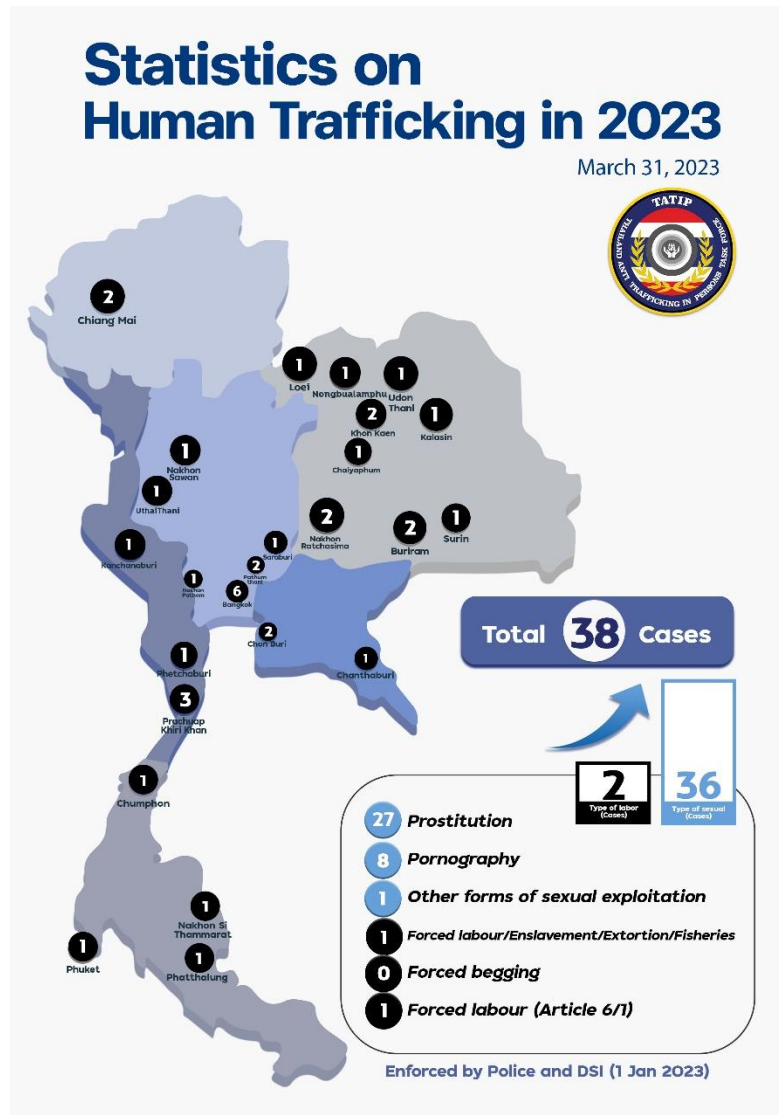 Statistics on
Human Trafficking in 2023
March 31, 2023
TATIP
THAILAND ANTI TRAFFICKING IN PERSONS TASK FORCE
2
Chiang Mai
1
Loei
1
Nongbualamphu
1
Udon
Thani
2
Khon Kaen
1
Kalasin
1
Chaiyaphum
1
Nakhon
Sawan
1
UthaiThani
2
Nakhon
Ratchasima
2
Buriram
1
Surin
1
Kanchanaburi
1
Saraburi
2
Pathum
thani
1
Nakhon
Pathom
6
Bangkok
2
Chon Buri
1
Chanthaburi
1
Phetchaburi
3
Prachuap
Khiri Khan
1
Chumphon
1
Nakhon Si
Thammarat
1
Phuket
1
Phatthalung
Total 38 Cases
2
Type of labor
(Cases)
36
Type of sexual
(Cases)
27 Prostitution
8 Pornography
1 Other forms of sexual exploitation
1 Forced labour/Enslavement/Extortion/Fisheries
0 Forced begging
1 Forced labour (Article 6/1)
Enforced by Police and DSI (1 Jan 2023)